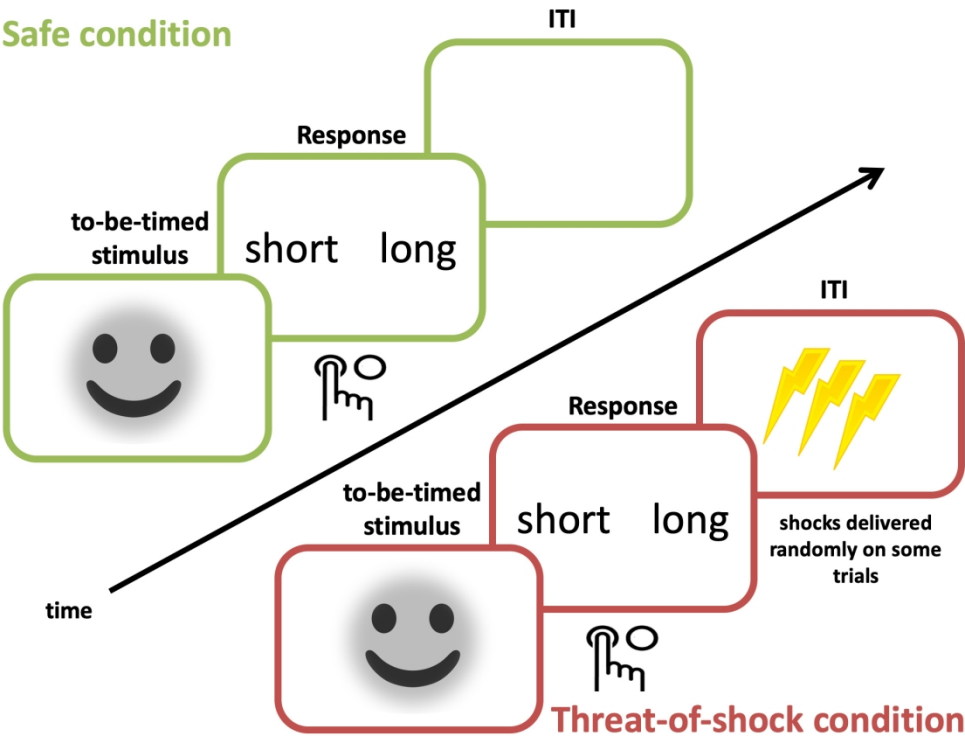 Safe condition
ITI
Response
to-be-timed
stimulus
short long
ITI
Response
to-be-timed
stimulus
short long
shocks delivered
randomly on some
trials
time
Threat-of-shock condition